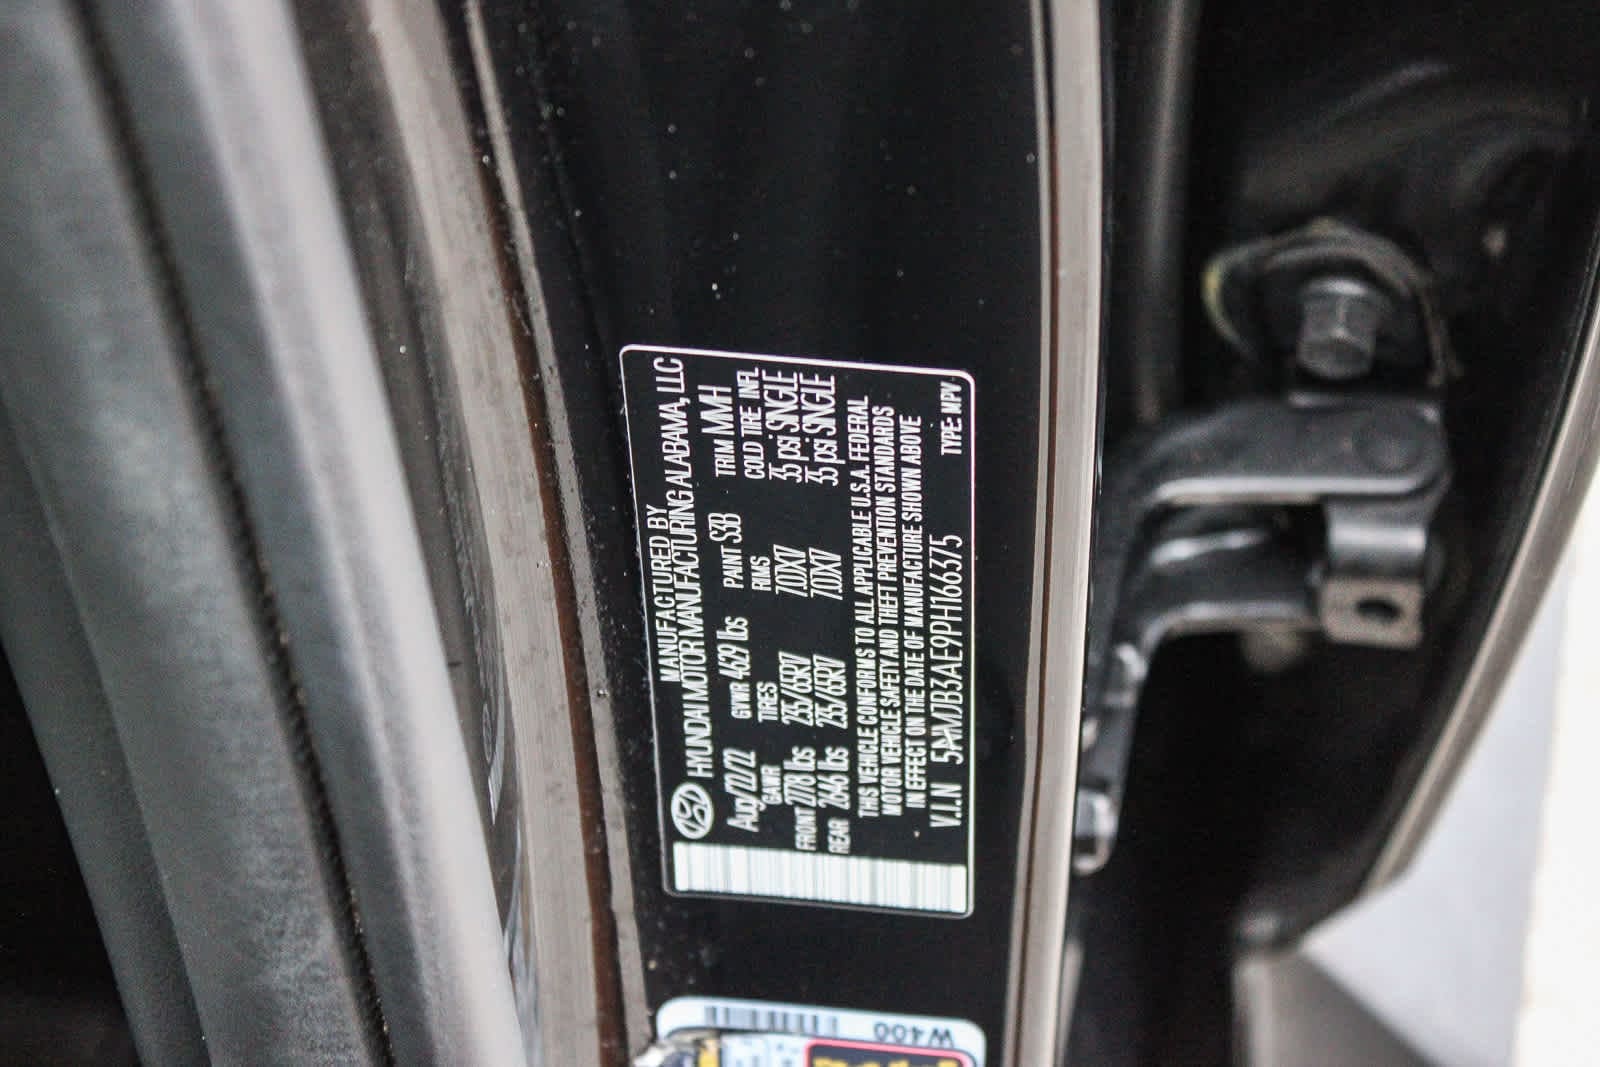 MANUFACTURED BY
HYUNDAI MOTOR MANUFACTURING ALABAMA, LLC
Aug/22/22 GVWR 4629 lbs PAINT S3B TRIM MMH
GAWR TIRES RIMS COLD TIRE INFL
FRONT 2778 lbs 235/65R17 7.0JX17 35 psi SINGLE
REAR 2646 lbs 235/65R17 7.0JX17 35 psi SINGLE
THIS VEHICLE CONFORMS TO ALL APPLICABLE U.S.A. FEDERAL
MOTOR VEHICLE SAFETY AND THEFT PREVENTION STANDARDS
IN EFFECT ON THE DATE OF MANUFACTURE SHOWN ABOVE
V.I.N 5NMJB3AE9PH166375 TYPE: MPV
W400